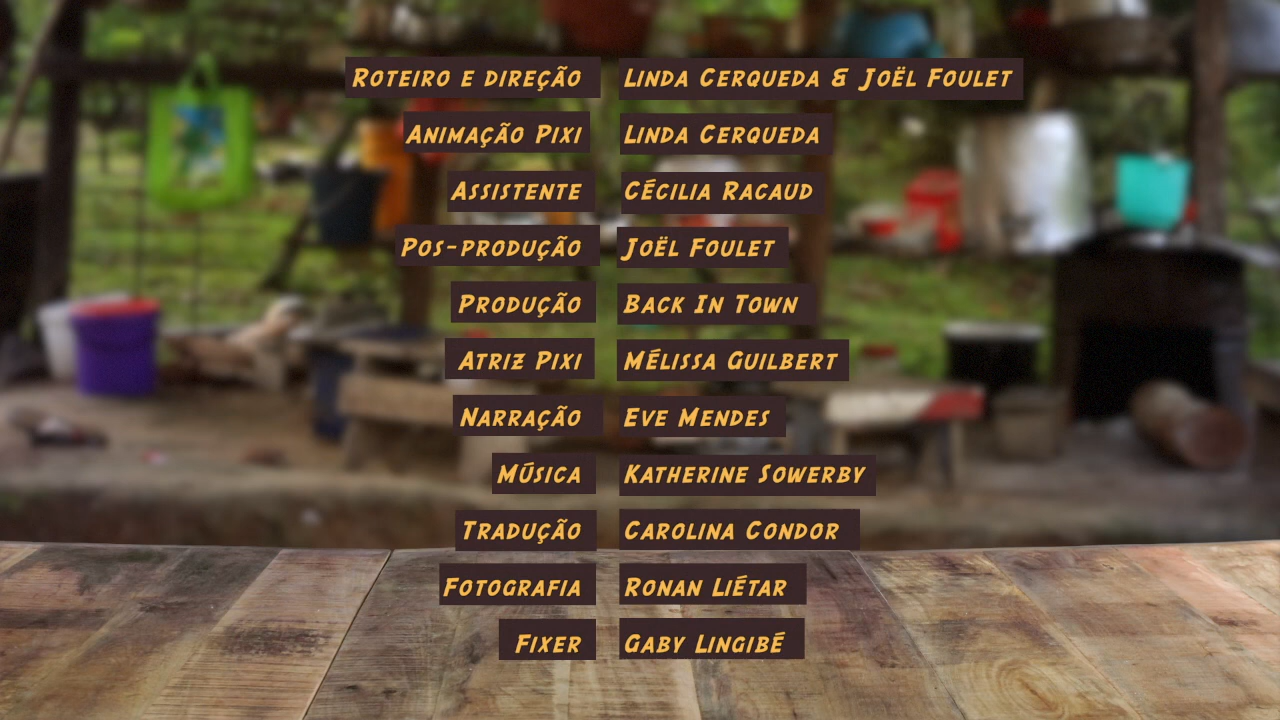 Roteiro e direção Linda Cerqueda & Joël Foulet
Animação Pixi Linda Cerqueda
Assistente Cécilia Racaud
Pos-produção Joël Foulet
Produção Back In Town
Atriz Pixi Mélissa Guilbert
Narração Eve Mendes
Música Katherine Sowerby
Tradução Carolina Condor
Fotografia Ronan Liétar
Fixer Gaby Lingibé